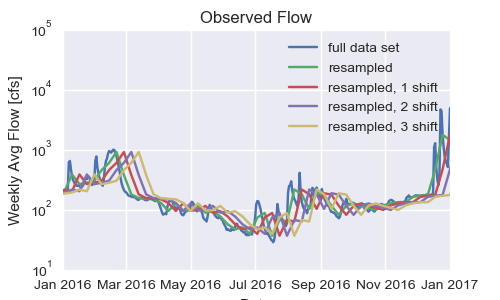 Observed Flow
Weekly Avg Flow [cfs]
10^5
10^4
10^3
10^2
10^1
full data set
resampled
resampled, 1 shift
resampled, 2 shift
resampled, 3 shift
Jan 2016 Mar 2016 May 2016 Jul 2016 Sep 2016 Nov 2016 Jan 2017